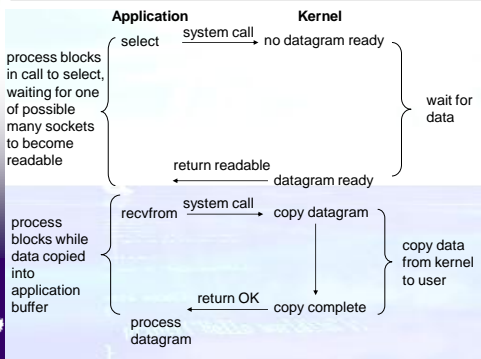 Application
Kernel
select
system call
no datagram ready
process blocks
in call to select,
waiting for one
of possible
many sockets
to become
readable
wait for
data
return readable
datagram ready
recvfrom
system call
copy datagram
process
blocks while
data copied
into
application
buffer
copy data
from kernel
to user
return OK
copy complete
process
datagram